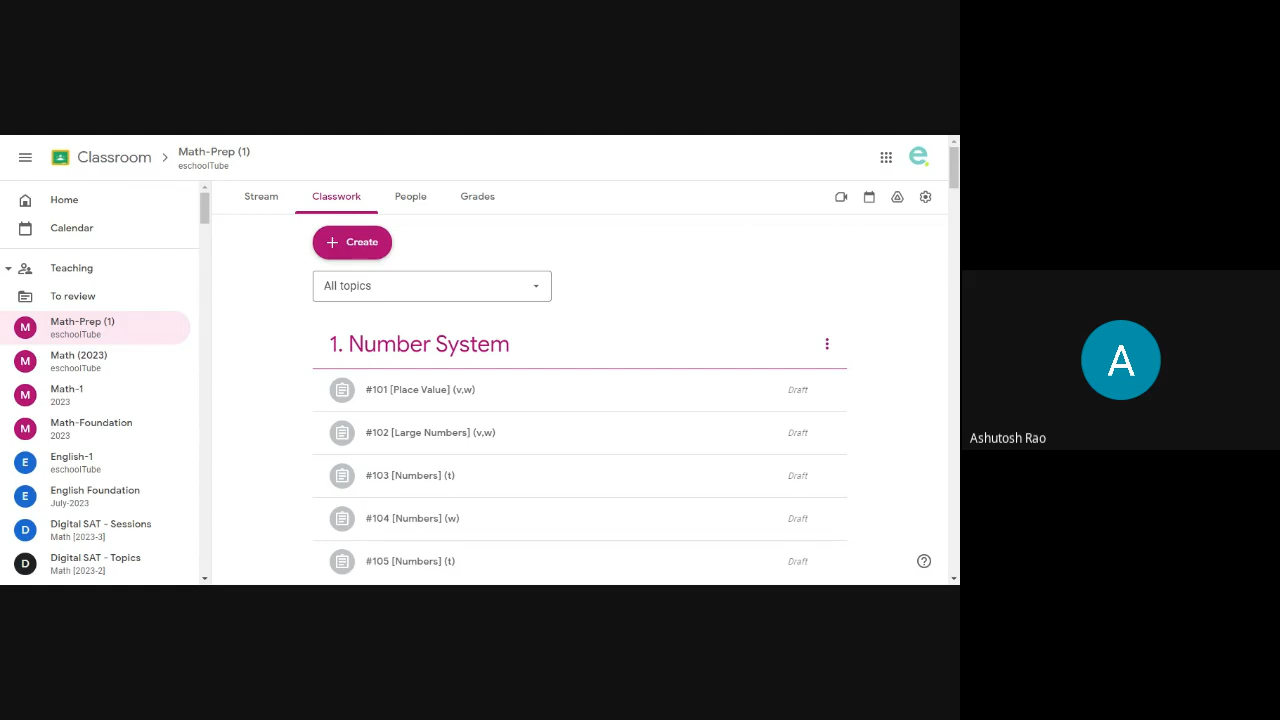 Classroom
Math-Prep (1)
eschoolTube
Home
Calendar
Teaching
To review
M
Math-Prep (1)
eschoolTube
M
Math (2023)
eschoolTube
M
Math-1
2023
M
Math-Foundation
2023
E
English-1
eschoolTube
E
English Foundation
July-2023
D
Digital SAT - Sessions
Math [2023-3]
D
Digital SAT - Topics
Math [2023-2]
Stream Classwork People Grades
Create
All topics
1. Number System
#101 [Place Value] (v,w) Draft
#102 [Large Numbers] (v,w) Draft
#103 [Numbers] (t) Draft
#104 [Numbers] (w) Draft
#105 [Numbers] (t) Draft
e
A
Ashutosh Rao